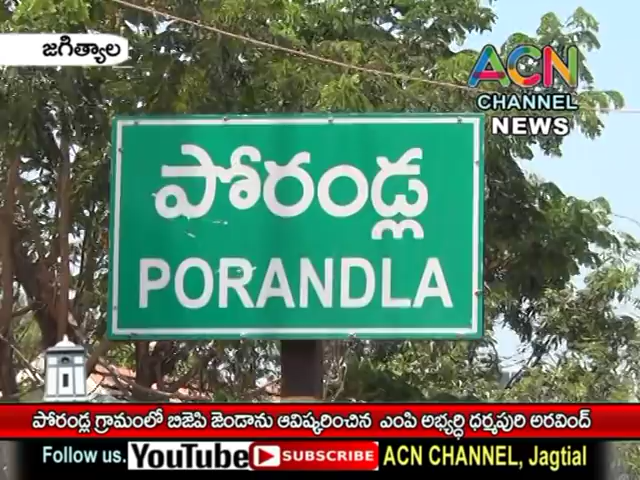 జగిత్యాల
ACN
CHANNEL
NEWS
పోరండ్ల
PORANDLA
పోరండ్ల గ్రామంలో బిజెపి జెండాను ఆవిష్కరించిన ఎంపి అభ్యర్ధి ధర్మపురి అరవింద్
Follow us. on YouTube SUBSCRIBE ACN CHANNEL, Jagtial